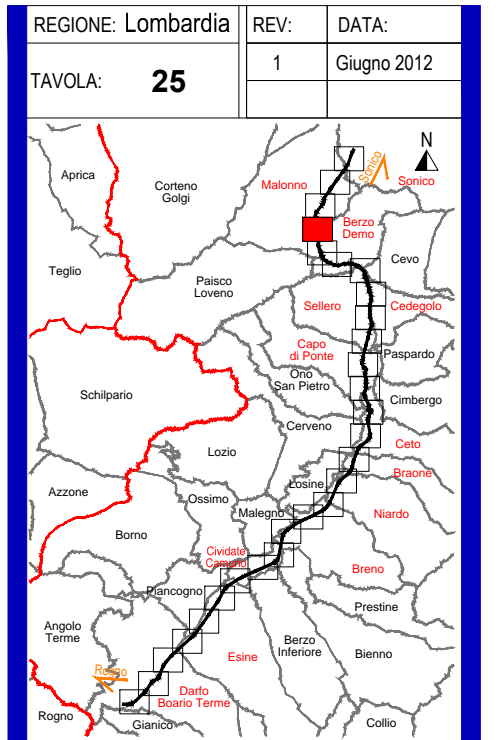 REGIONE: Lombardia
REV:
DATA:
TAVOLA: 25
1
Giugno 2012
N
Aprica
Corteno
Golgi
Malonno
Sonico
Sonico
Berzo
Demo
Teglio
Cevo
Paisco
Loveno
Sellero
Cedegolo
Capo
di Ponte
Paspardo
Ono
San Pietro
Schilpario
Cimbergo
Cerveno
Lozio
Ceto
Braone
Azzone
Ossimo
Losine
Malegno
Niardo
Borno
Cividate
Camuno
Breno
Piancogno
Prestine
Angolo
Terme
Berzo
Inferiore
Bienno
Esine
Rogno
Darfo
Boario Terme
Rogno
Gianico
Collio